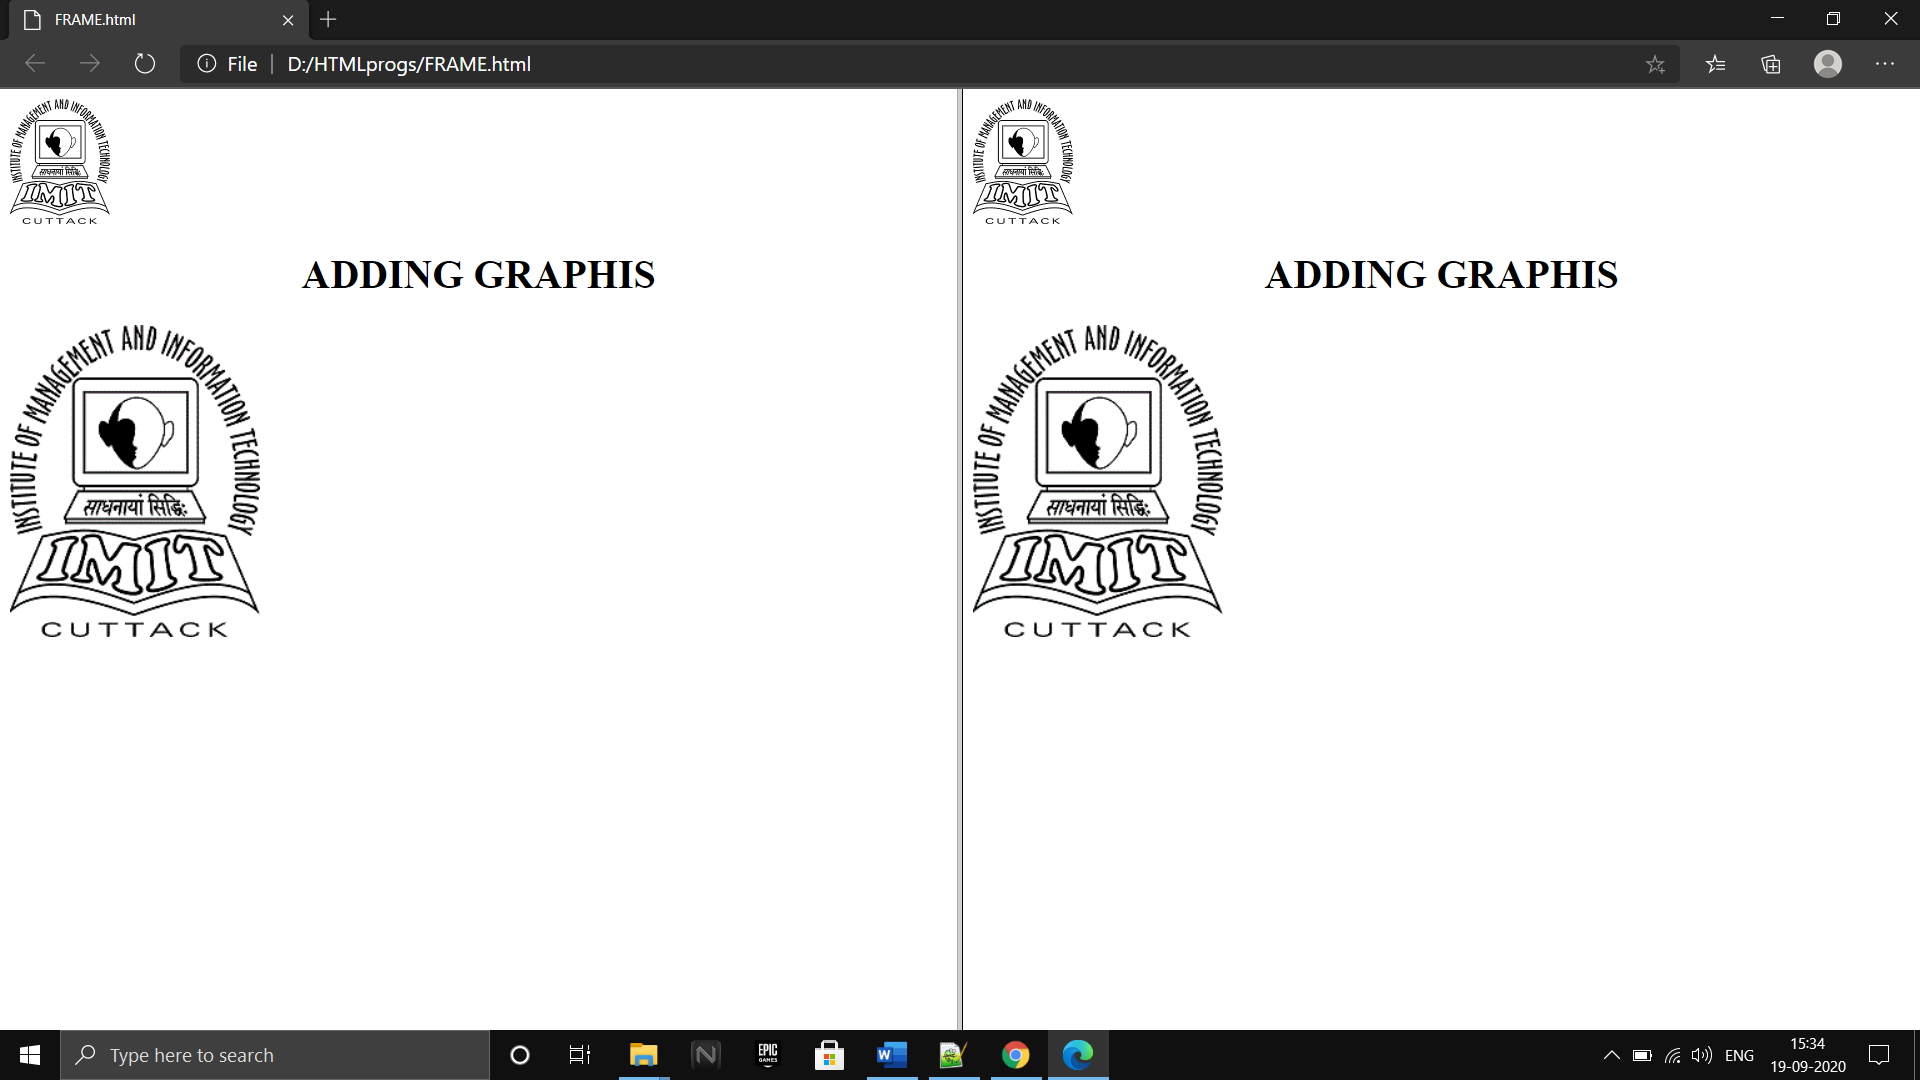 FRAME.html
File
D:/HTMLprogs/FRAME.html
INSTITUTE OF MANAGEMENT AND INFORMATION TECHNOLOGY
साधनायां सिद्धिः
IMIT
CUTTACK
ADDING GRAPHIS
INSTITUTE OF MANAGEMENT AND INFORMATION TECHNOLOGY
साधनायां सिद्धिः
IMIT
CUTTACK
INSTITUTE OF MANAGEMENT AND INFORMATION TECHNOLOGY
साधनायां सिद्धिः
IMIT
CUTTACK
ADDING GRAPHIS
INSTITUTE OF MANAGEMENT AND INFORMATION TECHNOLOGY
साधनायां सिद्धिः
IMIT
CUTTACK
Type here to search
N
EPIC
GAMES
W
ENG
15:34
19-09-2020